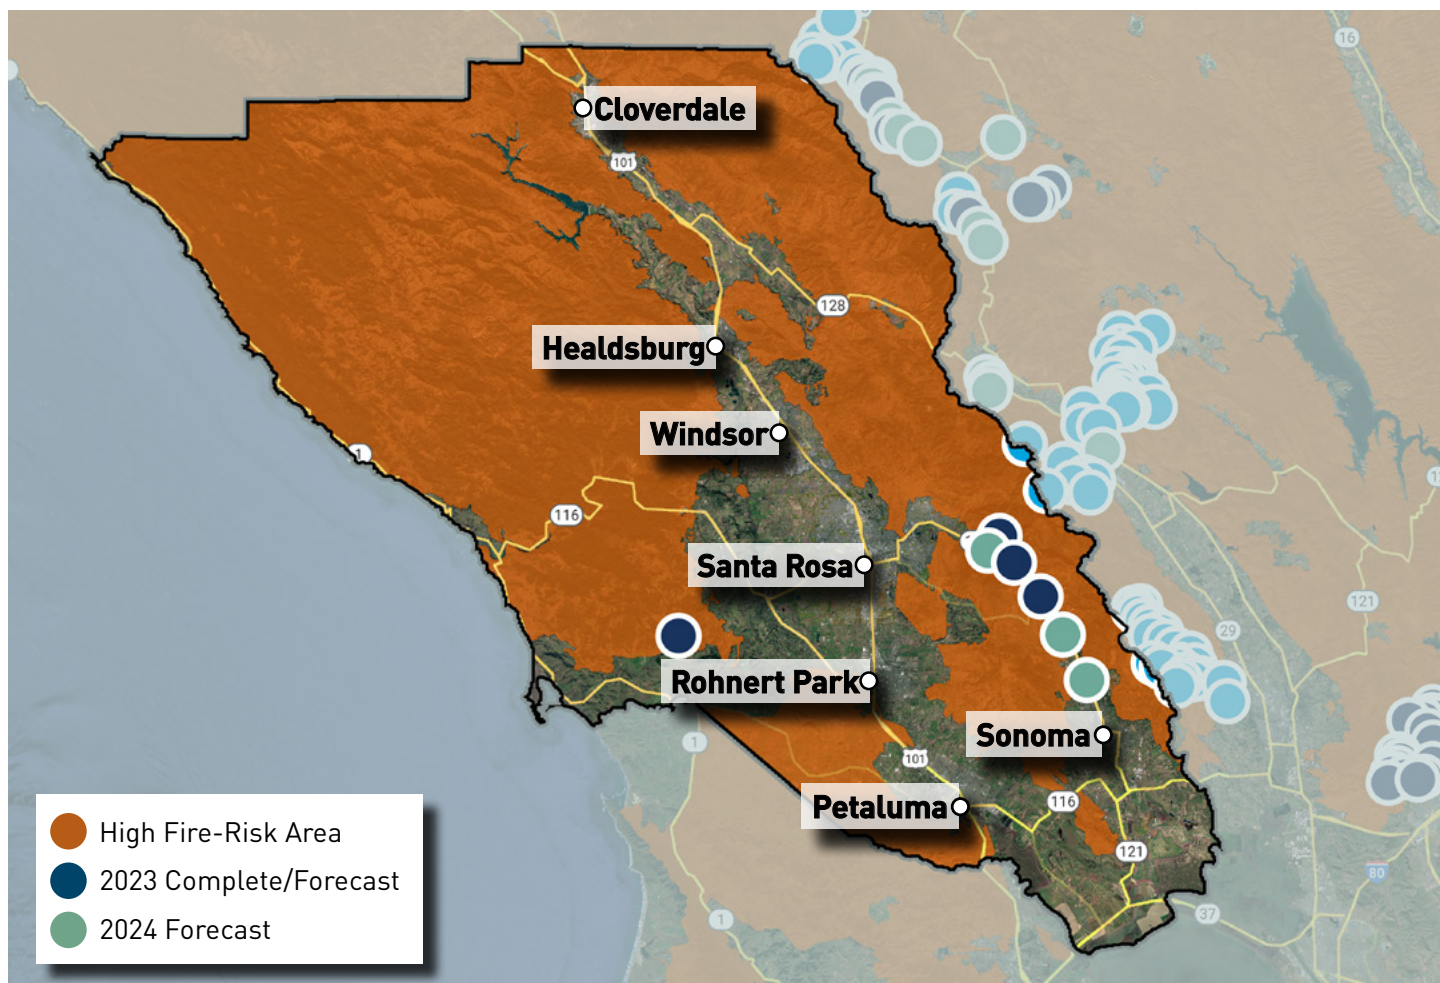 16
Cloverdale
101
128
Healdsburg
Windsor
1
116
Santa Rosa
121
29
Rohnert Park
Sonoma
1
101
Petaluma
116
121
80
37
1
High Fire-Risk Area
2023 Complete/Forecast
2024 Forecast